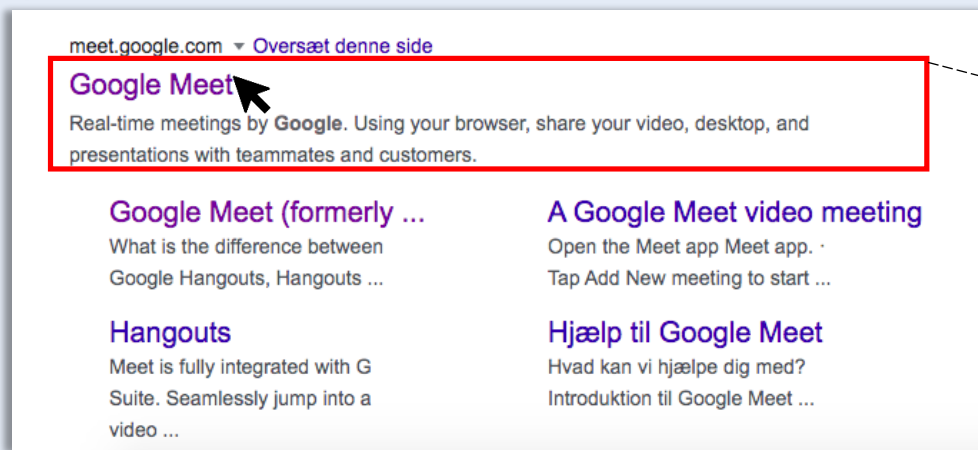 meet.google.com ▾ Oversæt denne side
Google Meet
Real-time meetings by Google. Using your browser, share your video, desktop, and
presentations with teammates and customers.
Google Meet (formerly ...
What is the difference between
Google Hangouts, Hangouts ...
A Google Meet video meeting
Open the Meet app Meet app. ·
Tap Add New meeting to start ...
Hangouts
Meet is fully integrated with G
Suite. Seamlessly jump into a
video ...
Hjælp til Google Meet
Hvad kan vi hjælpe dig med?
Introduktion til Google Meet ...